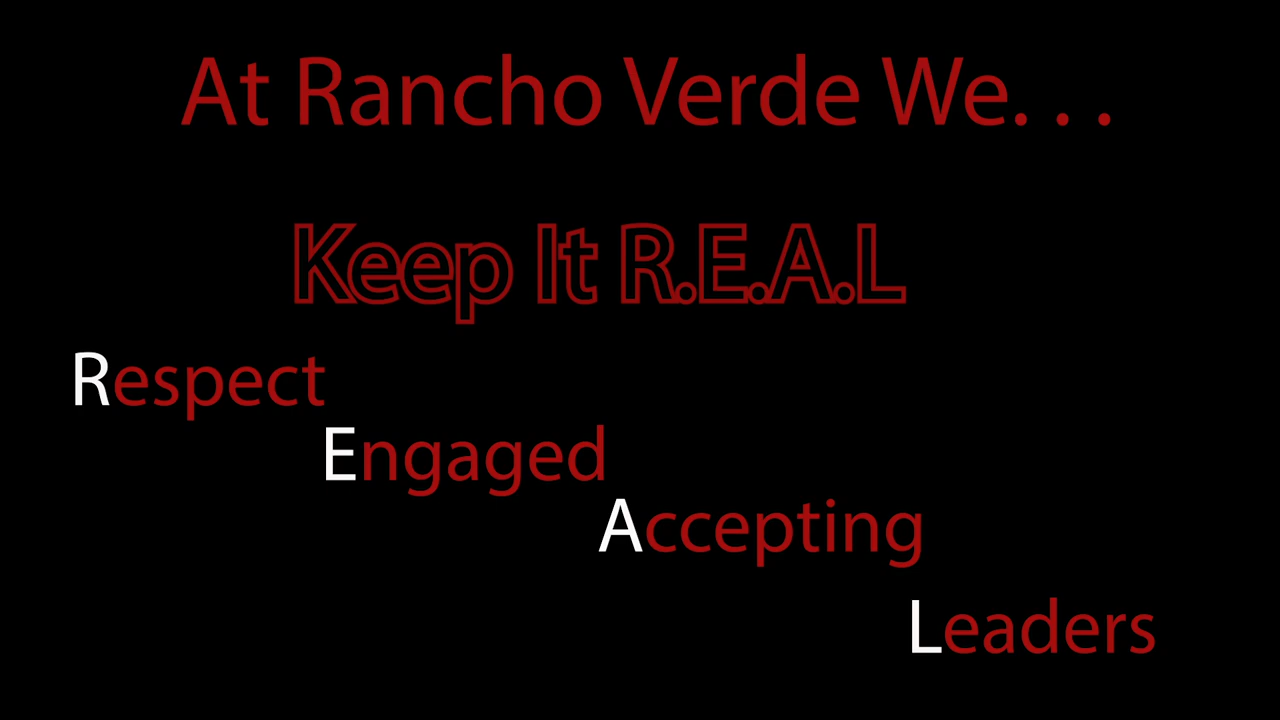 At Rancho Verde We. . .
Keep It R.E.A.L
Respect
Engaged
Accepting
Leaders